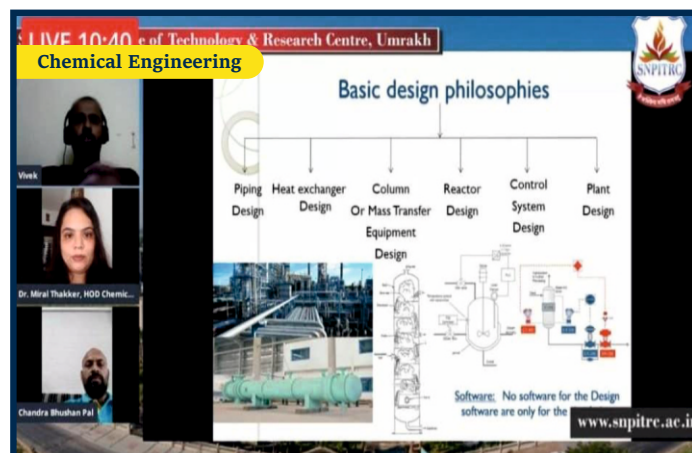 LIVE 10:40
e of Technology & Research Centre, Umrakh
SNPITRC
Chemical Engineering
Basic design philosophies
Piping
Design
Heat exchanger
Design
Column
Or Mass Transfer
Equipment
Design
Reactor
Design
Control
System
Design
Plant
Design
Vivek
Dr. Miral Thakker, HOD Chemic...
Chandra Bhushan Pal
Software: No software for the Design
software are only for the
www.snpitrc.ac.in